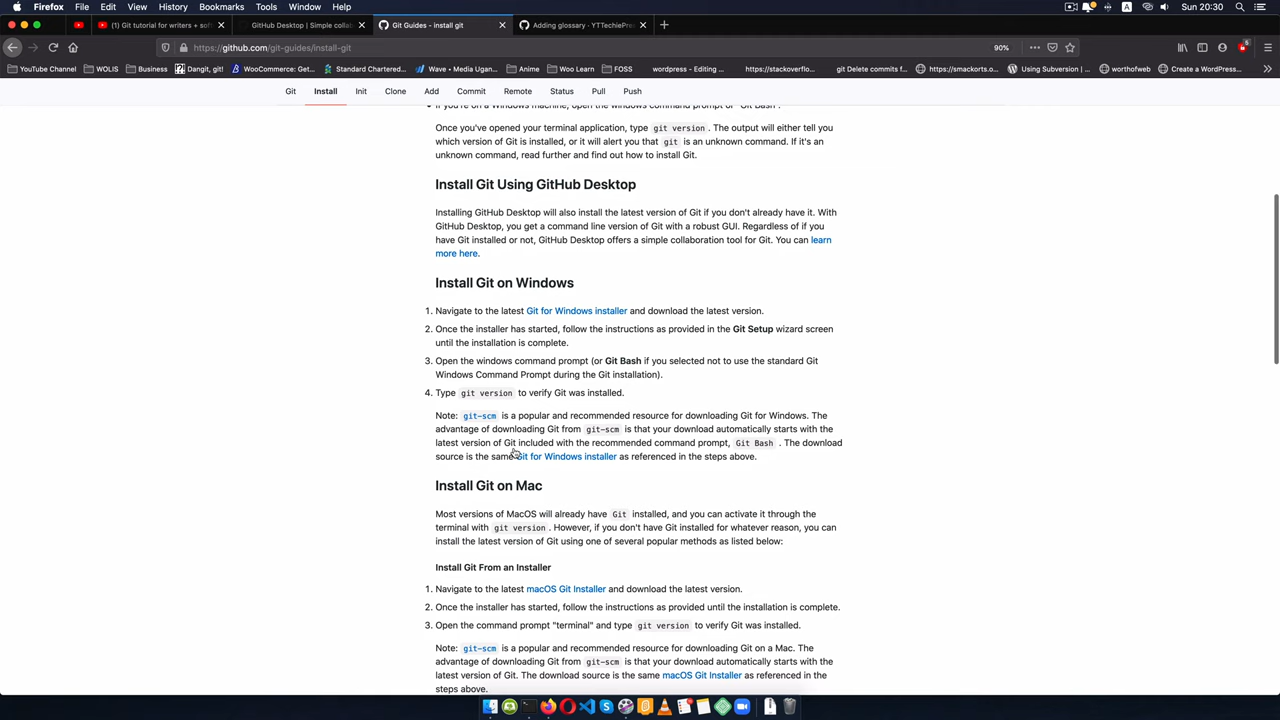 Firefox File Edit View History Bookmarks Tools Window Help
Sun 20:30
(1) Git tutorial for writers + sof
GitHub Desktop | Simple collab
Git Guides - install git
Adding glossary · YTTechiePre
https://github.com/git-guides/install-git
90%
YouTube Channel
WOLIS
Business
Dangit, git!
WooCommerce: Get...
Standard Chartered...
Wave • Media Ugan...
Anime
Woo Learn
FOSS
wordpress - Editing ...
https://stackoverflo...
git Delete commits f...
https://smackorts.o...
Using Subversion | ...
worthofweb
Create a WordPress...
Git Install Init Clone Add Commit Remote Status Pull Push
If you're on a Windows machine, open the windows command prompt or "Git Bash".
Once you've opened your terminal application, type git version. The output will either tell you
which version of Git is installed, or it will alert you that git is an unknown command. If it's an
unknown command, read further and find out how to install Git.
Install Git Using GitHub Desktop
Installing GitHub Desktop will also install the latest version of Git if you don't already have it. With
GitHub Desktop, you get a command line version of Git with a robust GUI. Regardless of if you
have Git installed or not, GitHub Desktop offers a simple collaboration tool for Git. You can learn
more here.
Install Git on Windows
1. Navigate to the latest Git for Windows installer and download the latest version.
2. Once the installer has started, follow the instructions as provided in the Git Setup wizard screen
until the installation is complete.
3. Open the windows command prompt (or Git Bash if you selected not to use the standard Git
Windows Command Prompt during the Git installation).
4. Type git version to verify Git was installed.
Note: git-scm is a popular and recommended resource for downloading Git for Windows. The
advantage of downloading Git from git-scm is that your download automatically starts with the
latest version of Git included with the recommended command prompt, Git Bash . The download
source is the same Git for Windows installer as referenced in the steps above.
Install Git on Mac
Most versions of MacOS will already have Git installed, and you can activate it through the
terminal with git version. However, if you don't have Git installed for whatever reason, you can
install the latest version of Git using one of several popular methods as listed below:
Install Git From an Installer
1. Navigate to the latest macOS Git Installer and download the latest version.
2. Once the installer has started, follow the instructions as provided until the installation is complete.
3. Open the command prompt "terminal" and type git version to verify Git was installed.
Note: git-scm is a popular and recommended resource for downloading Git on a Mac. The
advantage of downloading Git from git-scm is that your download automatically starts with the
latest version of Git. The download source is the same macOS Git Installer as referenced in the
steps above.